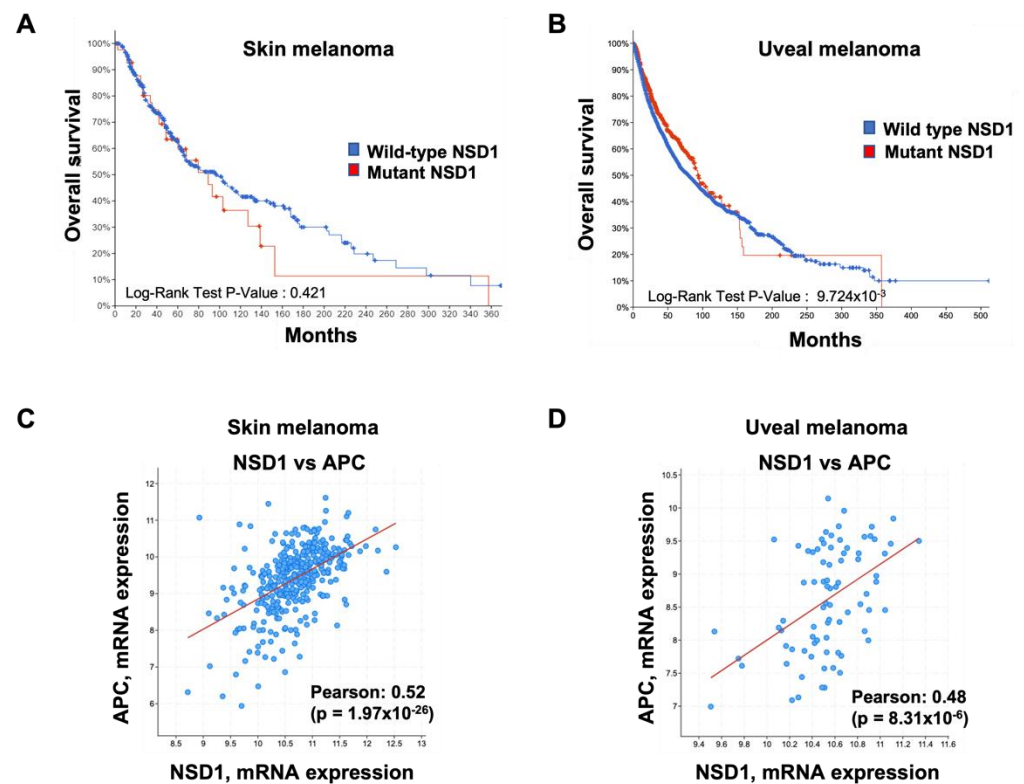 A
Skin melanoma
Overall survival
100%
90%
80%
70%
60%
50%
40%
30%
20%
10%
0%
Wild-type NSD1
Mutant NSD1
Log-Rank Test P-Value : 0.421
0 20 40 60 80 100 120 140 160 180 200 220 240 260 280 300 320 340 360
Months
B
Uveal melanoma
Overall survival
100%
90%
80%
70%
60%
50%
40%
30%
20%
10%
0%
Wild type NSD1
Mutant NSD1
Log-Rank Test P-Value : 9.724x10⁻³
0 50 100 150 200 250 300 350 400 450 500
Months
C
Skin melanoma
NSD1 vs APC
APC, mRNA expression
12
11
10
9
8
7
6
Pearson: 0.52
(p = 1.97x10⁻²⁶)
8.5 9 9.5 10 10.5 11 11.5 12 12.5 13
NSD1, mRNA expression
D
Uveal melanoma
NSD1 vs APC
APC, mRNA expression
10.5
10
9.5
9
8.5
8
7.5
7
Pearson: 0.48
(p = 8.31x10⁻⁶)
9.4 9.6 9.8 10 10.2 10.4 10.6 10.8 11 11.2 11.4 11.6
NSD1, mRNA expression